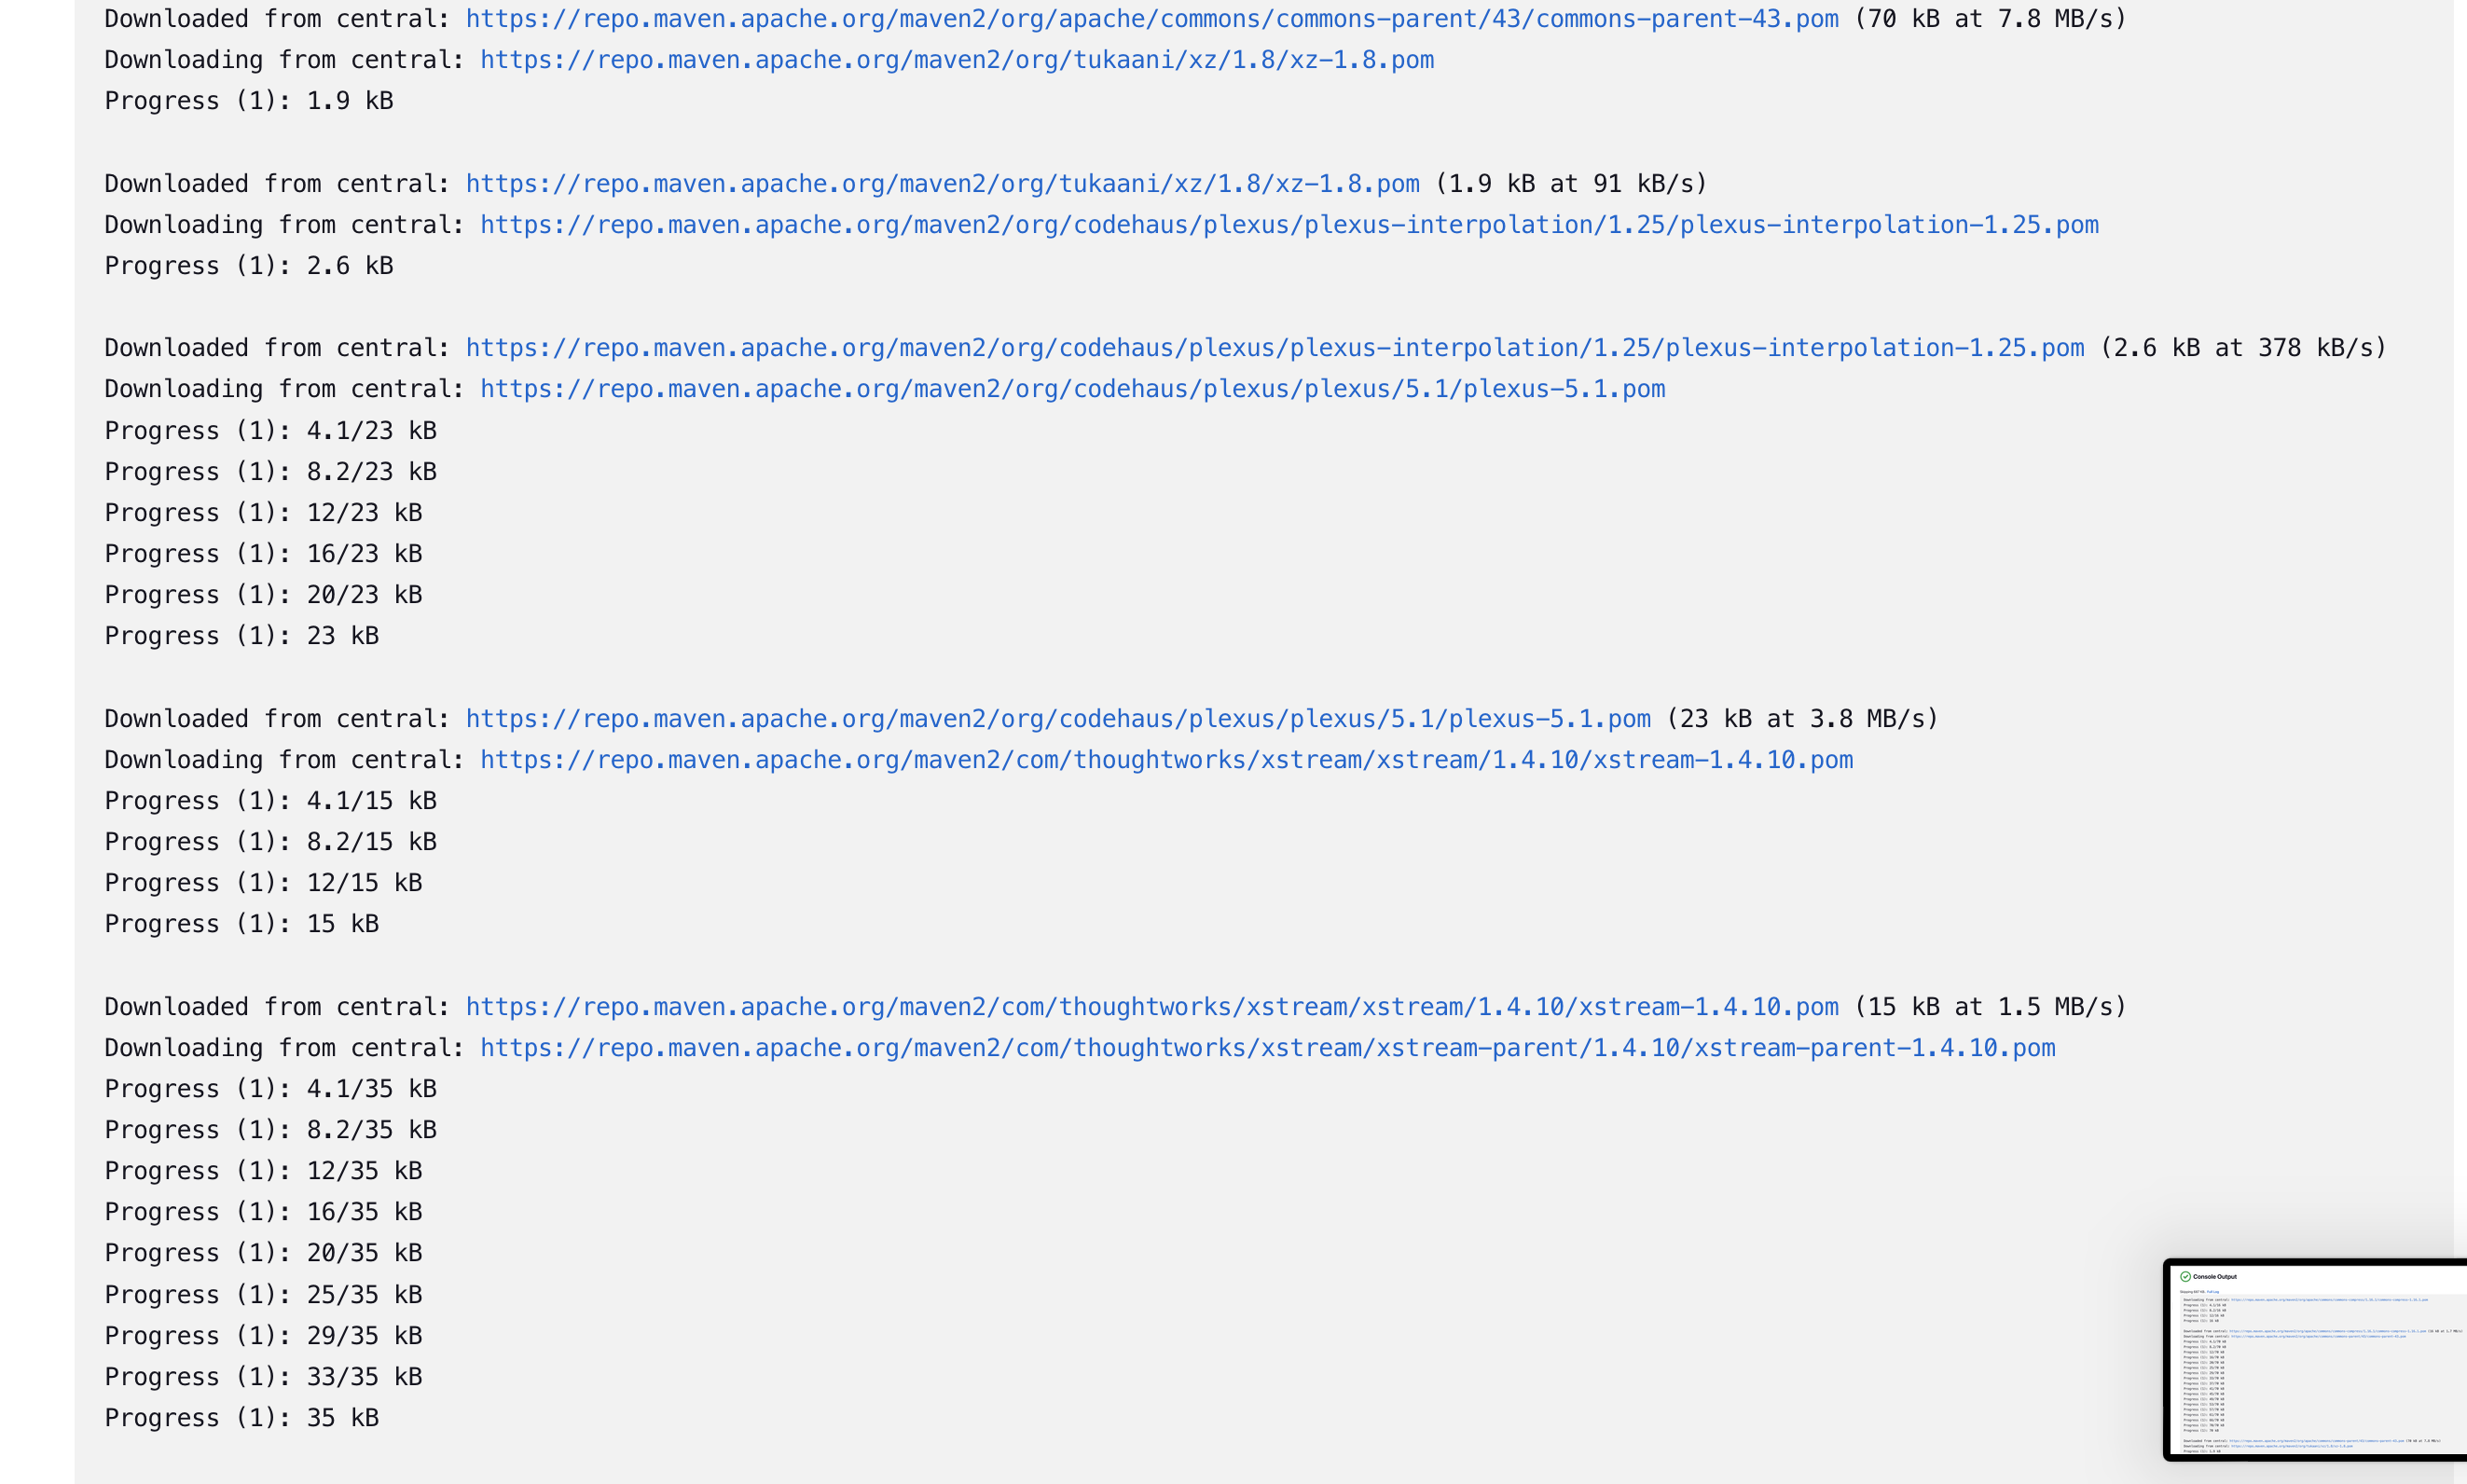 Downloaded from central: https://repo.maven.apache.org/maven2/org/apache/commons/commons-parent/43/commons-parent-43.pom (70 kB at 7.8 MB/s)
Downloading from central: https://repo.maven.apache.org/maven2/org/tukaani/xz/1.8/xz-1.8.pom
Progress (1): 1.9 kB
Downloaded from central: https://repo.maven.apache.org/maven2/org/tukaani/xz/1.8/xz-1.8.pom (1.9 kB at 91 kB/s)
Downloading from central: https://repo.maven.apache.org/maven2/org/codehaus/plexus/plexus-interpolation/1.25/plexus-interpolation-1.25.pom
Progress (1): 2.6 kB
Downloaded from central: https://repo.maven.apache.org/maven2/org/codehaus/plexus/plexus-interpolation/1.25/plexus-interpolation-1.25.pom (2.6 kB at 378 kB/s)
Downloading from central: https://repo.maven.apache.org/maven2/org/codehaus/plexus/plexus/5.1/plexus-5.1.pom
Progress (1): 4.1/23 kB
Progress (1): 8.2/23 kB
Progress (1): 12/23 kB
Progress (1): 16/23 kB
Progress (1): 20/23 kB
Progress (1): 23 kB
Downloaded from central: https://repo.maven.apache.org/maven2/org/codehaus/plexus/plexus/5.1/plexus-5.1.pom (23 kB at 3.8 MB/s)
Downloading from central: https://repo.maven.apache.org/maven2/com/thoughtworks/xstream/xstream/1.4.10/xstream-1.4.10.pom
Progress (1): 4.1/15 kB
Progress (1): 8.2/15 kB
Progress (1): 12/15 kB
Progress (1): 15 kB
Downloaded from central: https://repo.maven.apache.org/maven2/com/thoughtworks/xstream/xstream/1.4.10/xstream-1.4.10.pom (15 kB at 1.5 MB/s)
Downloading from central: https://repo.maven.apache.org/maven2/com/thoughtworks/xstream/xstream-parent/1.4.10/xstream-parent-1.4.10.pom
Progress (1): 4.1/35 kB
Progress (1): 8.2/35 kB
Progress (1): 12/35 kB
Progress (1): 16/35 kB
Progress (1): 20/35 kB
Progress (1): 25/35 kB
Progress (1): 29/35 kB
Progress (1): 33/35 kB
Progress (1): 35 kB
Console Output